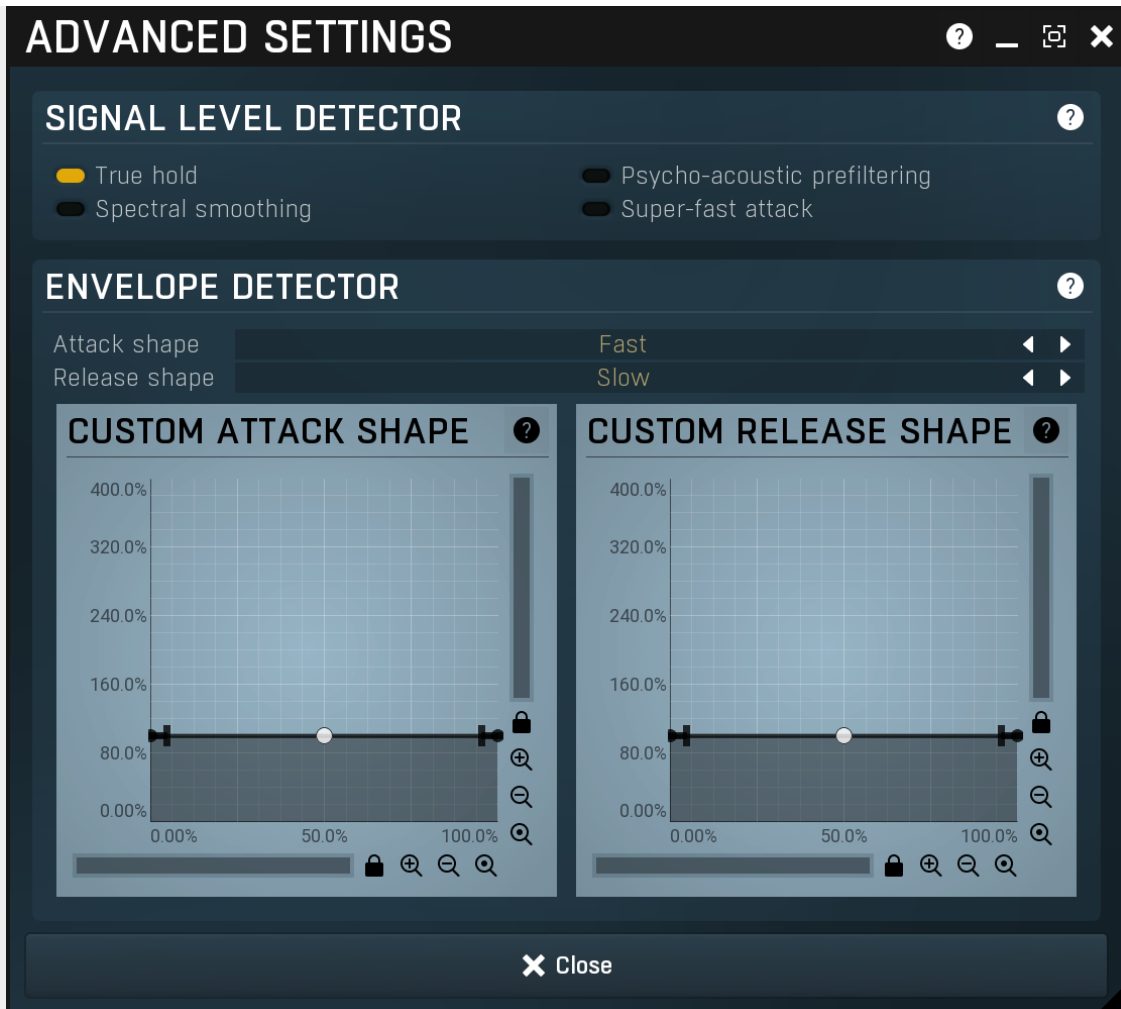 ADVANCED SETTINGS
SIGNAL LEVEL DETECTOR
True hold
Psycho-acoustic prefiltering
Spectral smoothing
Super-fast attack
ENVELOPE DETECTOR
Attack shape Fast
Release shape Slow
CUSTOM ATTACK SHAPE
400.0%
320.0%
240.0%
160.0%
80.0%
0.00%
0.00% 50.0% 100.0%
CUSTOM RELEASE SHAPE
400.0%
320.0%
240.0%
160.0%
80.0%
0.00%
0.00% 50.0% 100.0%
Close